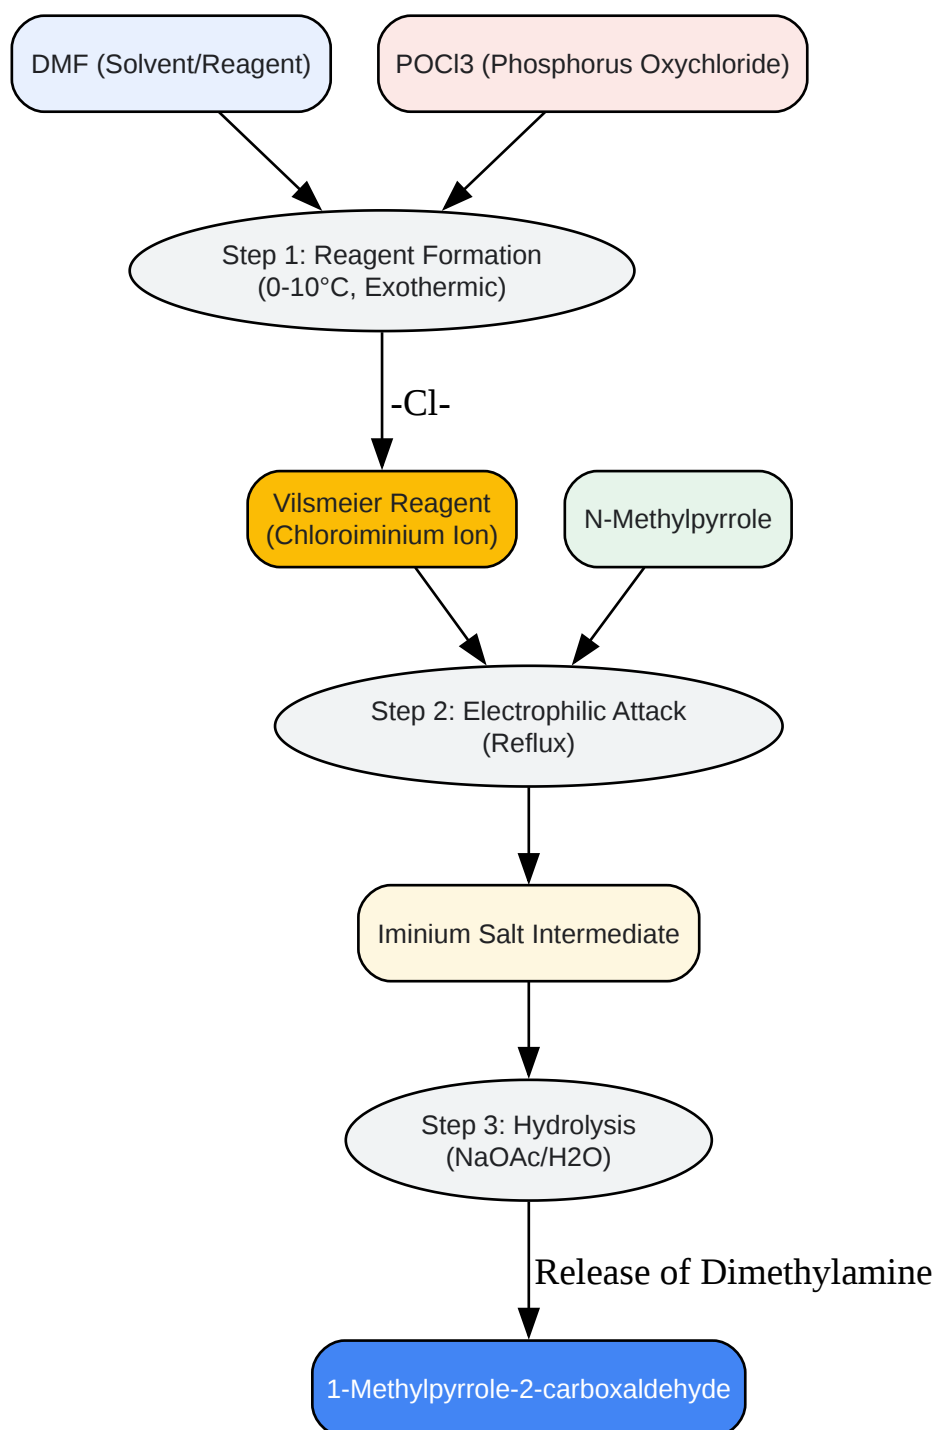 DMF (Solvent/Reagent)
POCl3 (Phosphorus Oxychloride)
Step 1: Reagent Formation
(0-10°C, Exothermic)
-Cl-
Vilsmeier Reagent
(Chloroiminium Ion)
N-Methylpyrrole
Step 2: Electrophilic Attack
(Reflux)
Iminium Salt Intermediate
Step 3: Hydrolysis
(NaOAc/H2O)
Release of Dimethylamine
1-Methylpyrrole-2-carboxaldehyde